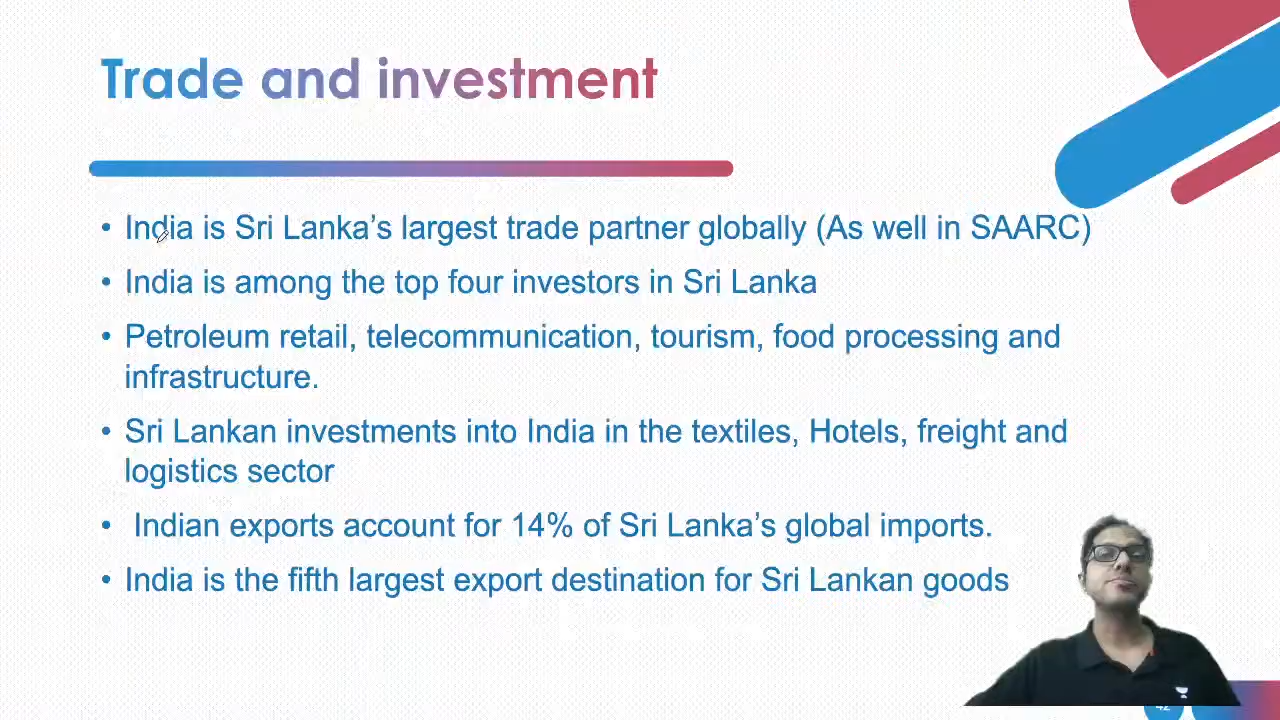 Trade and investment
• India is Sri Lanka’s largest trade partner globally (As well in SAARC)
• India is among the top four investors in Sri Lanka
• Petroleum retail, telecommunication, tourism, food processing and
infrastructure.
• Sri Lankan investments into India in the textiles, Hotels, freight and
logistics sector
• Indian exports account for 14% of Sri Lanka’s global imports.
• India is the fifth largest export destination for Sri Lankan goods
42